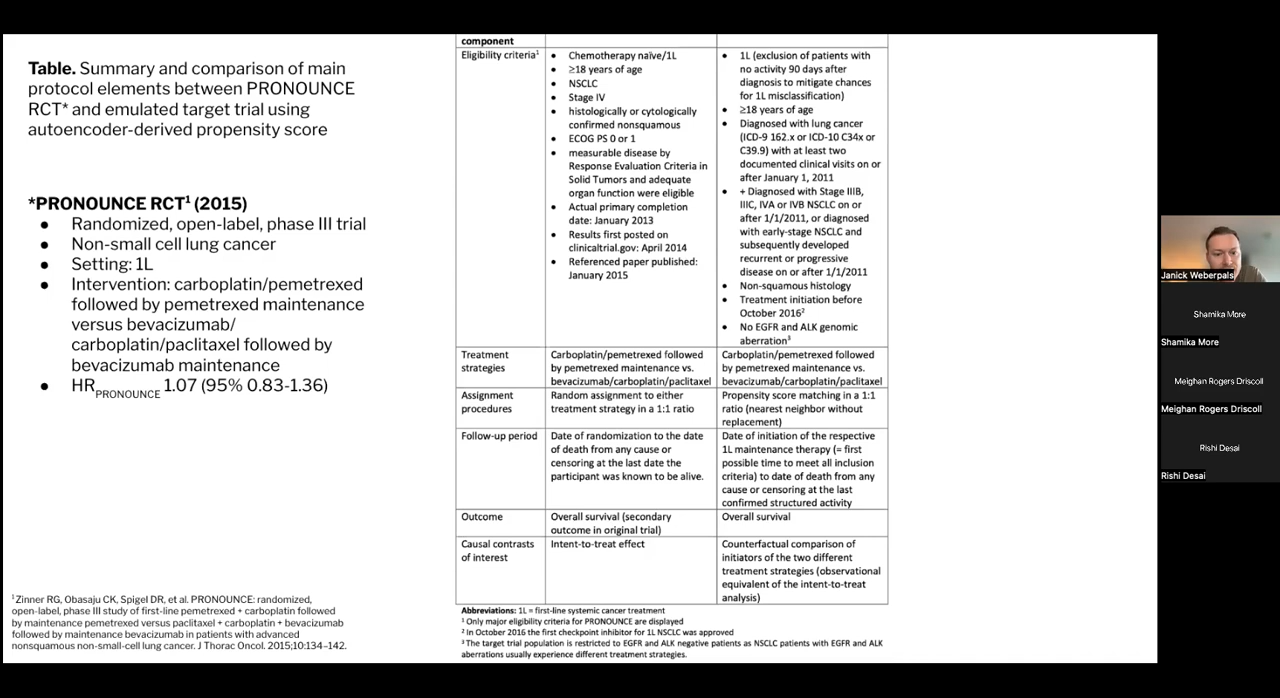 Table. Summary and comparison of main
protocol elements between PRONOUNCE
RCT* and emulated target trial using
autoencoder-derived propensity score
*PRONOUNCE RCT¹ (2015)
● Randomized, open-label, phase III trial
● Non-small cell lung cancer
● Setting: 1L
● Intervention: carboplatin/pemetrexed
followed by pemetrexed maintenance
versus bevacizumab/
carboplatin/paclitaxel followed by
bevacizumab maintenance
● HR PRONOUNCE 1.07 (95% 0.83-1.36)
¹ Zinner RG, Obasaju CK, Spigel DR, et al. PRONOUNCE: randomized,
open-label, phase III study of first-line pemetrexed + carboplatin followed
by maintenance pemetrexed versus paclitaxel + carboplatin + bevacizumab
followed by maintenance bevacizumab in patients with advanced
nonsquamous non-small-cell lung cancer. J Thorac Oncol. 2015;10:134–142.
component
Eligibility criteria¹
• Chemotherapy naïve/1L
• ≥18 years of age
• NSCLC
• Stage IV
• histologically or cytologically
confirmed nonsquamous
• ECOG PS 0 or 1
• measurable disease by
Response Evaluation Criteria in
Solid Tumors and adequate
organ function were eligible
• Actual primary completion
date: January 2013
• Results first posted on
clinicaltrial.gov: April 2014
• Referenced paper published:
January 2015
• 1L (exclusion of patients with
no activity 90 days after
diagnosis to mitigate chances
for 1L misclassification)
• ≥18 years of age
• Diagnosed with lung cancer
(ICD-9 162.x or ICD-10 C34x or
C39.9) with at least two
documented clinical visits on or
after January 1, 2011
• + Diagnosed with Stage IIIB,
IIIC, IVA or IVB NSCLC on or
after 1/1/2011, or diagnosed
with early-stage NSCLC and
subsequently developed
recurrent or progressive
disease on or after 1/1/2011
• Non-squamous histology
• Treatment initiation before
October 2016²
• No EGFR and ALK genomic
aberration³
Treatment
strategies
Carboplatin/pemetrexed followed
by pemetrexed maintenance vs.
bevacizumab/carboplatin/paclitaxel
Carboplatin/pemetrexed followed
by pemetrexed maintenance vs.
bevacizumab/carboplatin/paclitaxel
Assignment
procedures
Random assignment to either
treatment strategy in a 1:1 ratio
Propensity score matching in a 1:1
ratio (nearest neighbor without
replacement)
Follow-up period
Date of randomization to the date
of death from any cause or
censoring at the last date the
participant was known to be alive.
Date of initiation of the respective
1L maintenance therapy (= first
possible time to meet all inclusion
criteria) to date of death from any
cause or censoring at the last
confirmed structured activity
Outcome
Overall survival (secondary
outcome in original trial)
Overall survival
Causal contrasts
of interest
Intent-to-treat effect
Counterfactual comparison of
initiators of the two different
treatment strategies (observational
equivalent of the intent-to-treat
analysis)
Abbreviations: 1L = first-line systemic cancer treatment
¹ Only major eligibility criteria for PRONOUNCE are displayed
² In October 2016 the first checkpoint inhibitor for 1L NSCLC was approved
³ The target trial population is restricted to EGFR and ALK negative patients as NSCLC patients with EGFR and ALK
aberrations usually experience different treatment strategies.
Janick Weberpals
Shamika More
Shamika More
Meighan Rogers Driscoll
Meighan Rogers Driscoll
Rishi Desai
Rishi Desai